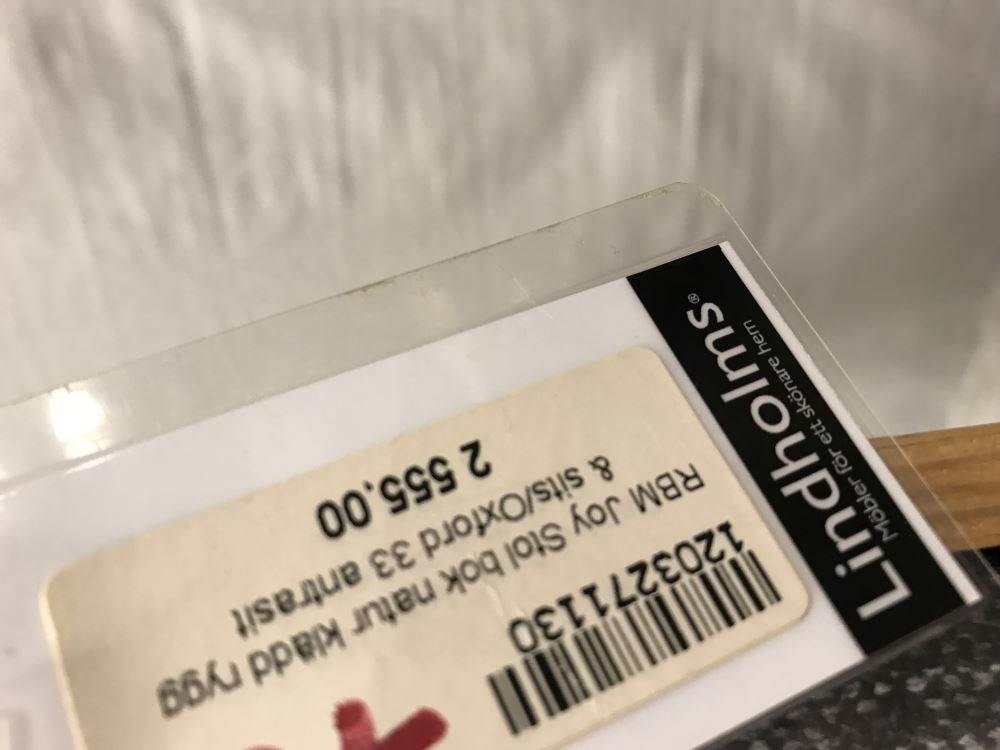 Lindholms®
Möbler för ett skönare hem
1203271130
RBM Joy Stol bok natur klädd rygg
& sits/Oxford 33 antrasit
2 555.00